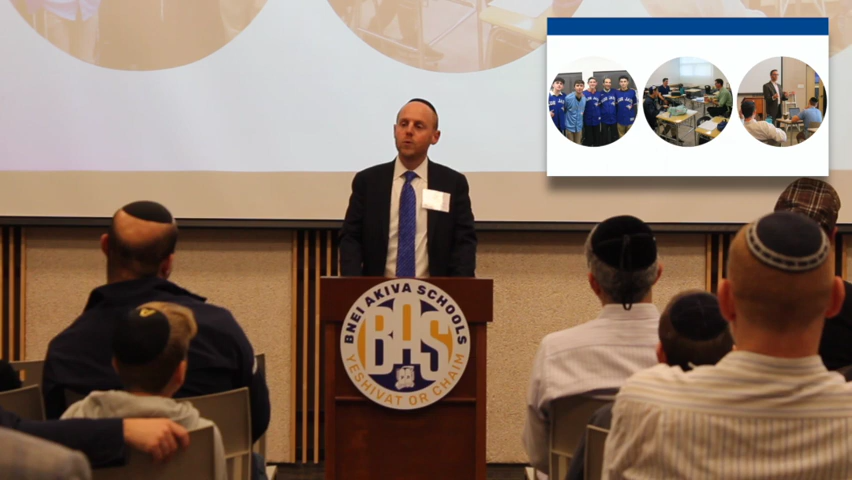 BNEI AKIVA SCHOOLS
BAS
YESHIVAT OR CHAIM